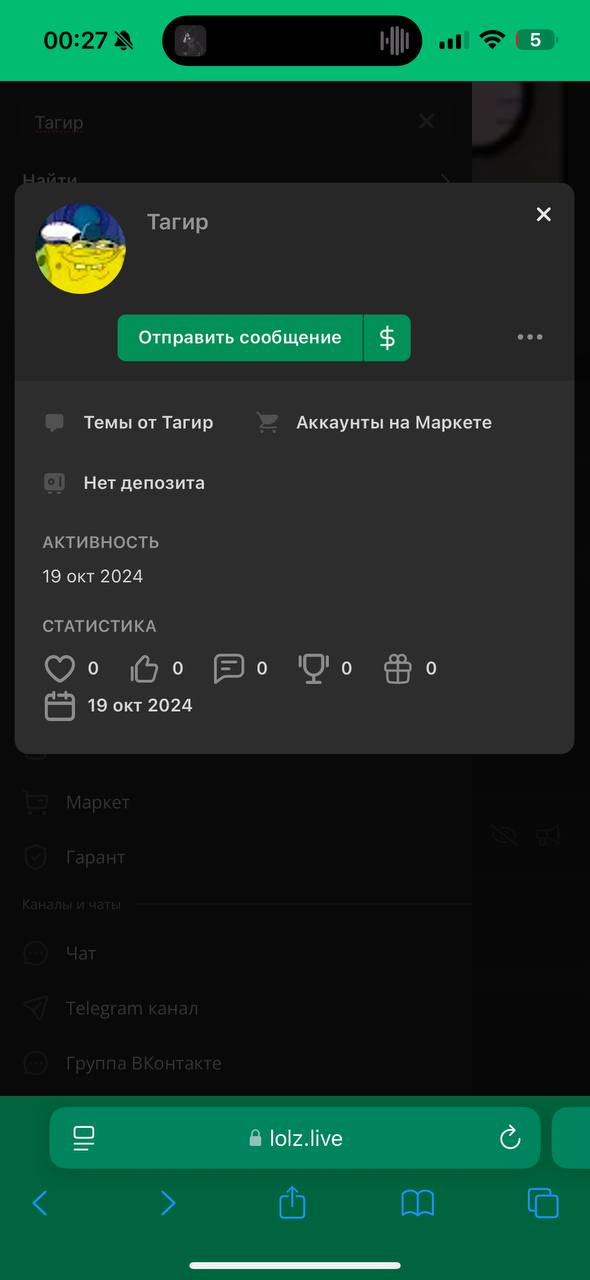 00:27
5
Тагир
Найти
Тагир
Отправить сообщение
Темы от Тагир
Аккаунты на Маркете
Нет депозита
АКТИВНОСТЬ
19 окт 2024
СТАТИСТИКА
0 0 0 0 0
19 окт 2024
Маркет
Гарант
Каналы и чаты
Чат
Telegram канал
Группа ВКонтакте
lolz.live